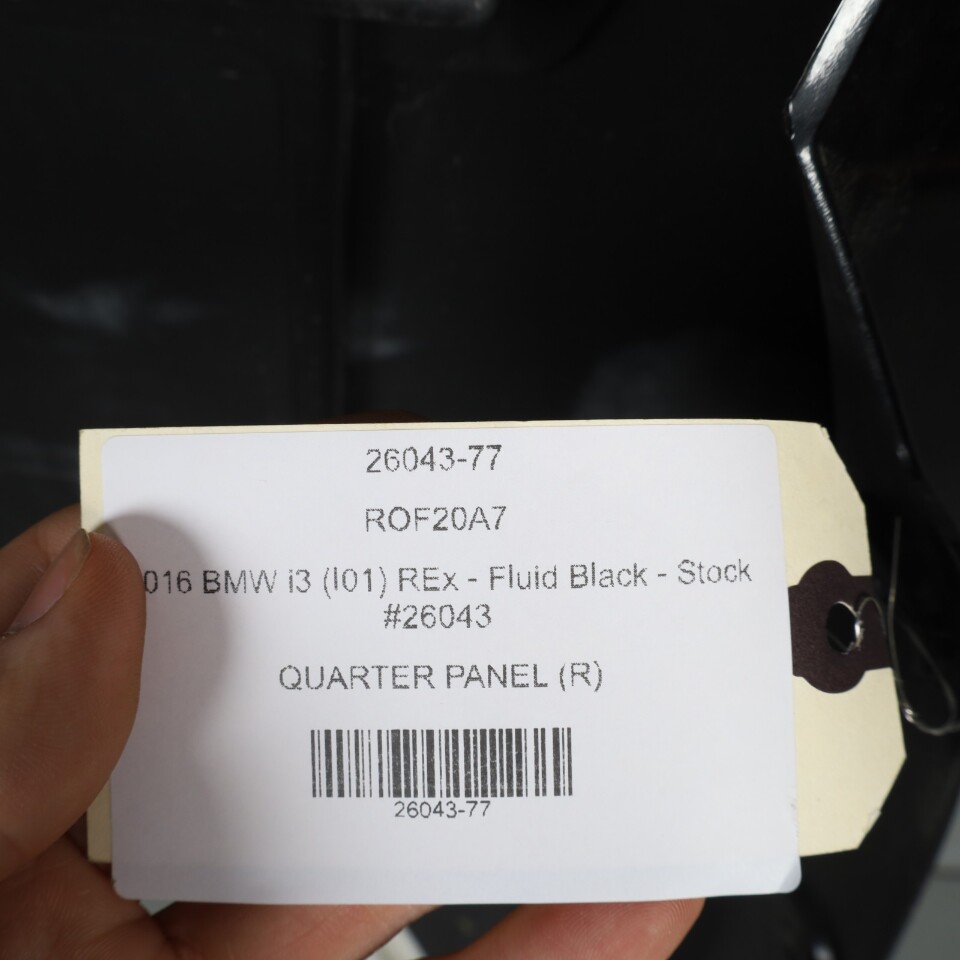 26043-77
ROF20A7
016 BMW i3 (I01) REx - Fluid Black - Stock
#26043
QUARTER PANEL (R)
26043-77